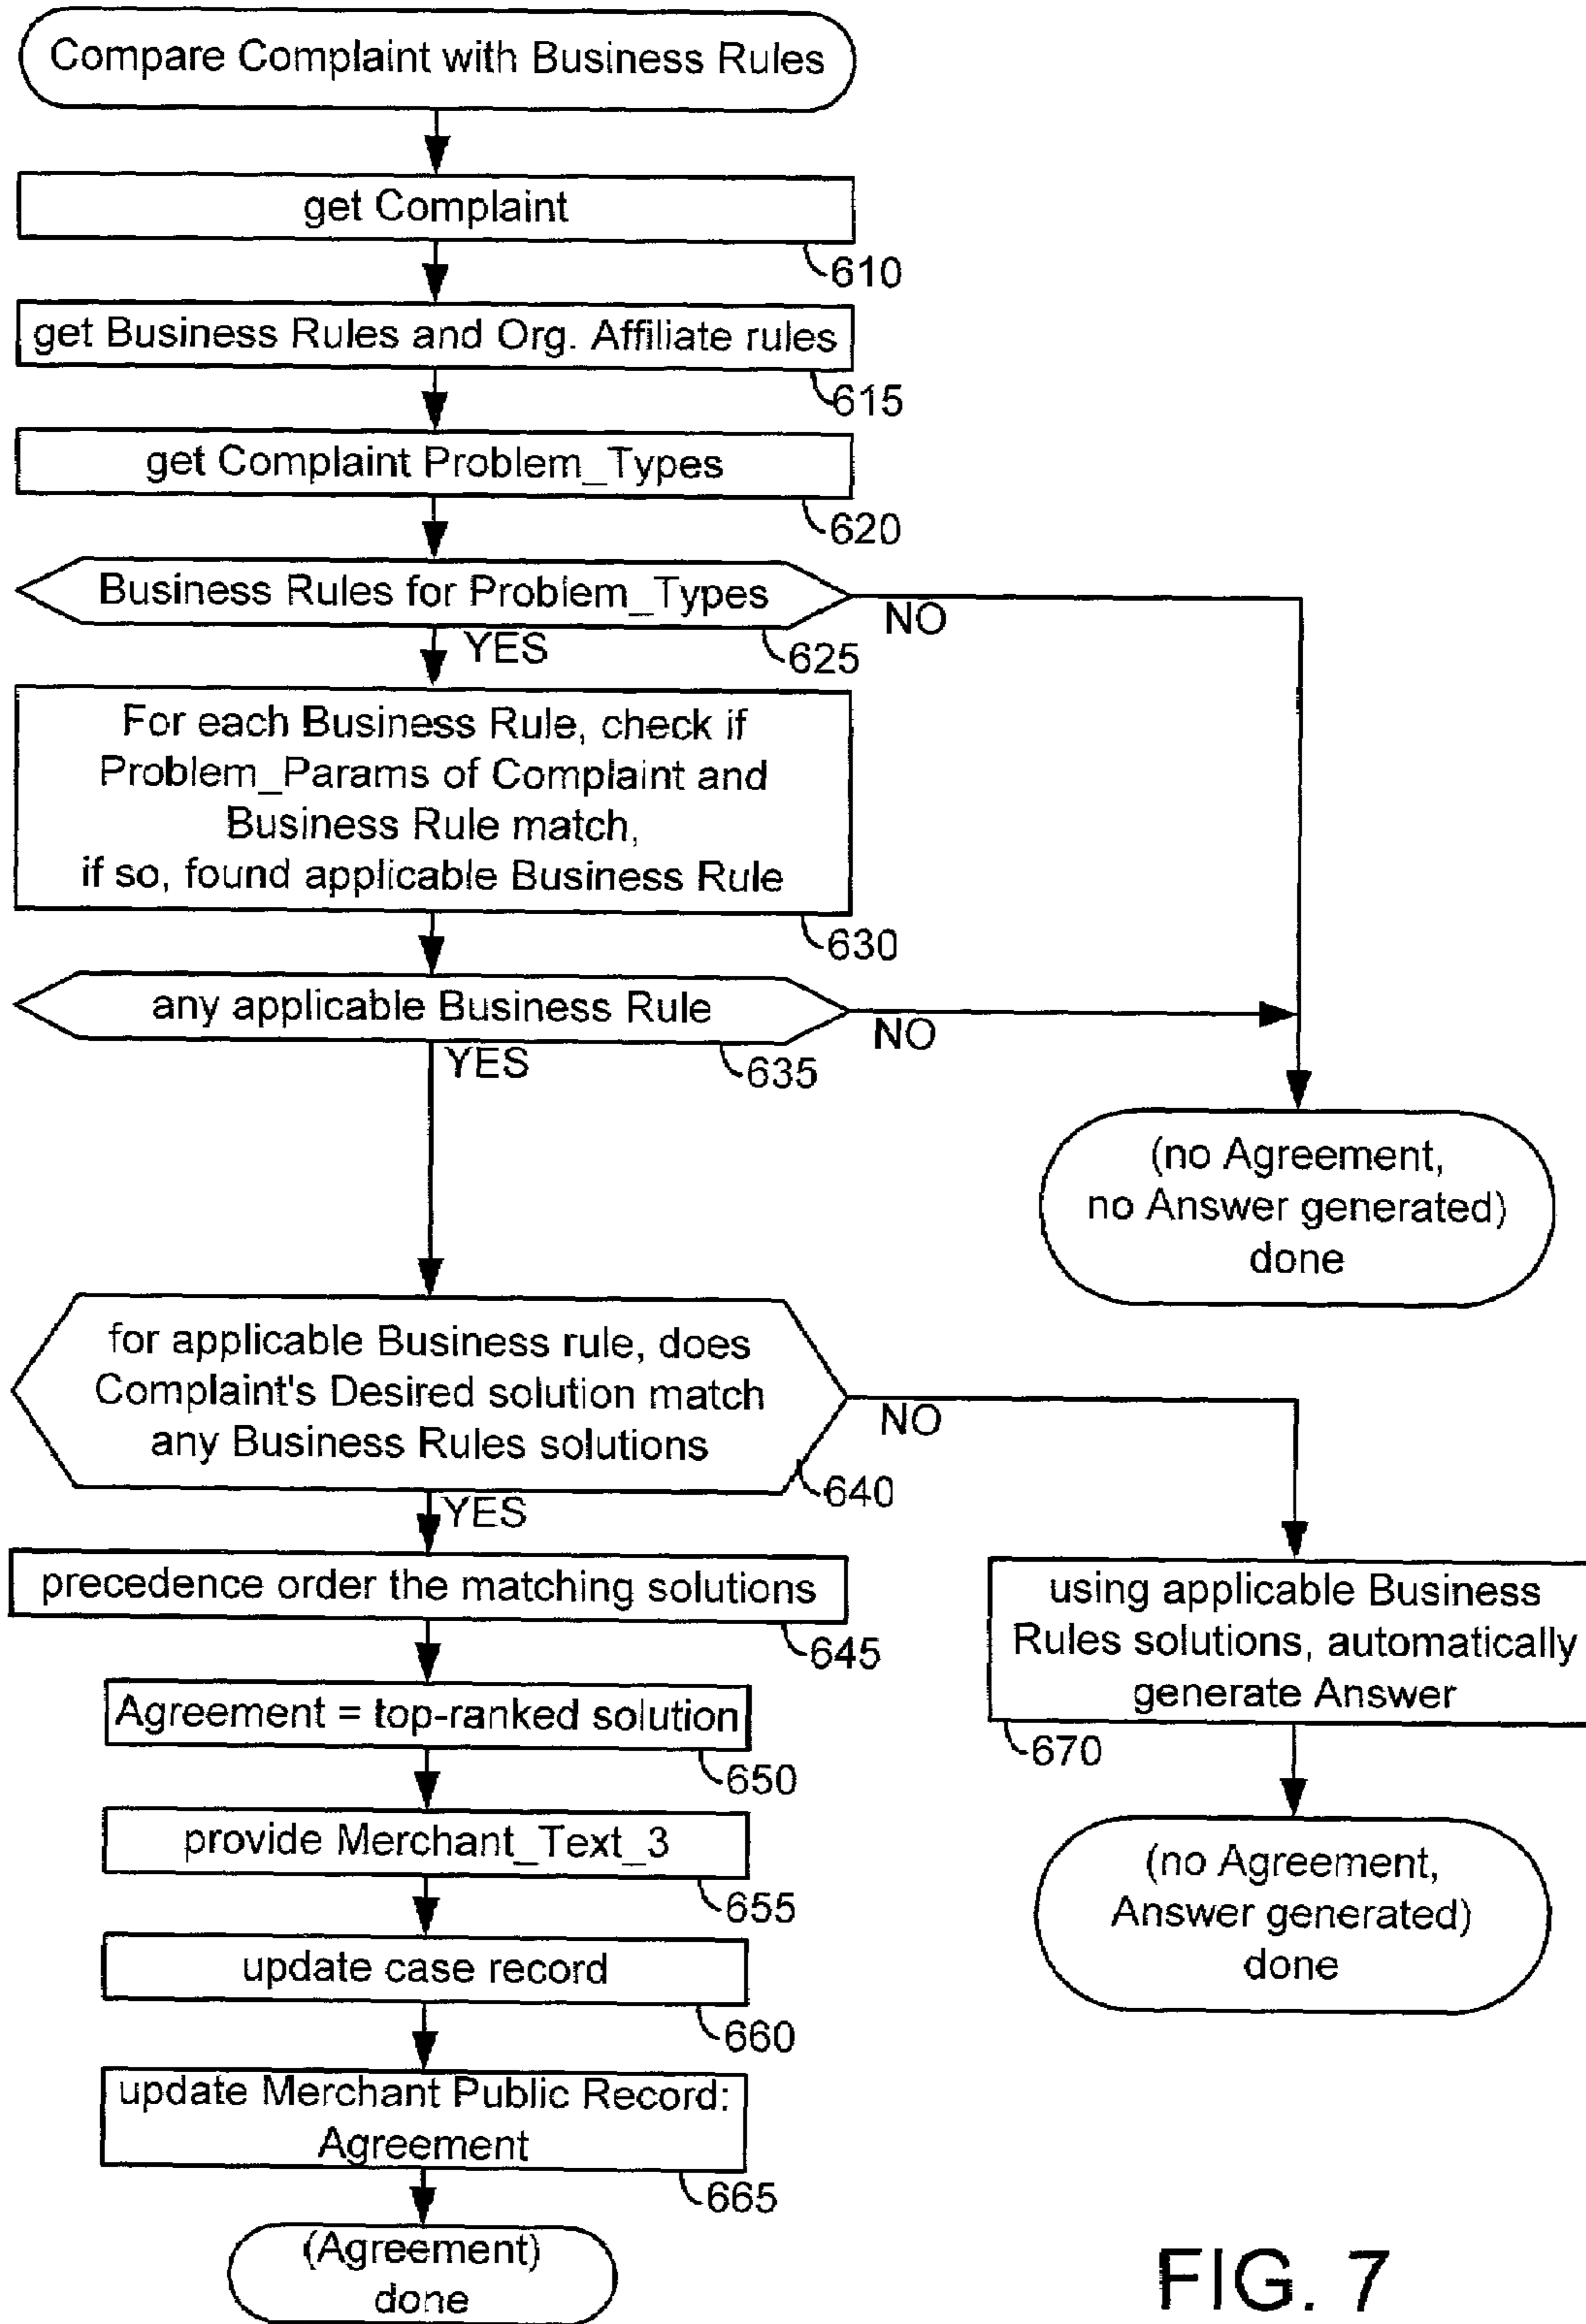 Compare Complaint with Business Rules
get Complaint
610
get Business Rules and Org. Affiliate rules
615
get Complaint Problem_Types
620
Business Rules for Problem_Types
NO
YES
625
For each Business Rule, check if
Problem_Params of Complaint and
Business Rule match,
if so, found applicable Business Rule
630
any applicable Business Rule
NO
YES
635
(no Agreement,
no Answer generated)
done
for applicable Business rule, does
Complaint's Desired solution match
any Business Rules solutions
NO
640
YES
precedence order the matching solutions
645
using applicable Business
Rules solutions, automatically
generate Answer
670
Agreement = top-ranked solution
650
provide Merchant_Text_3
655
(no Agreement,
Answer generated)
done
update case record
660
update Merchant Public Record:
Agreement
665
(Agreement)
done
FIG. 7